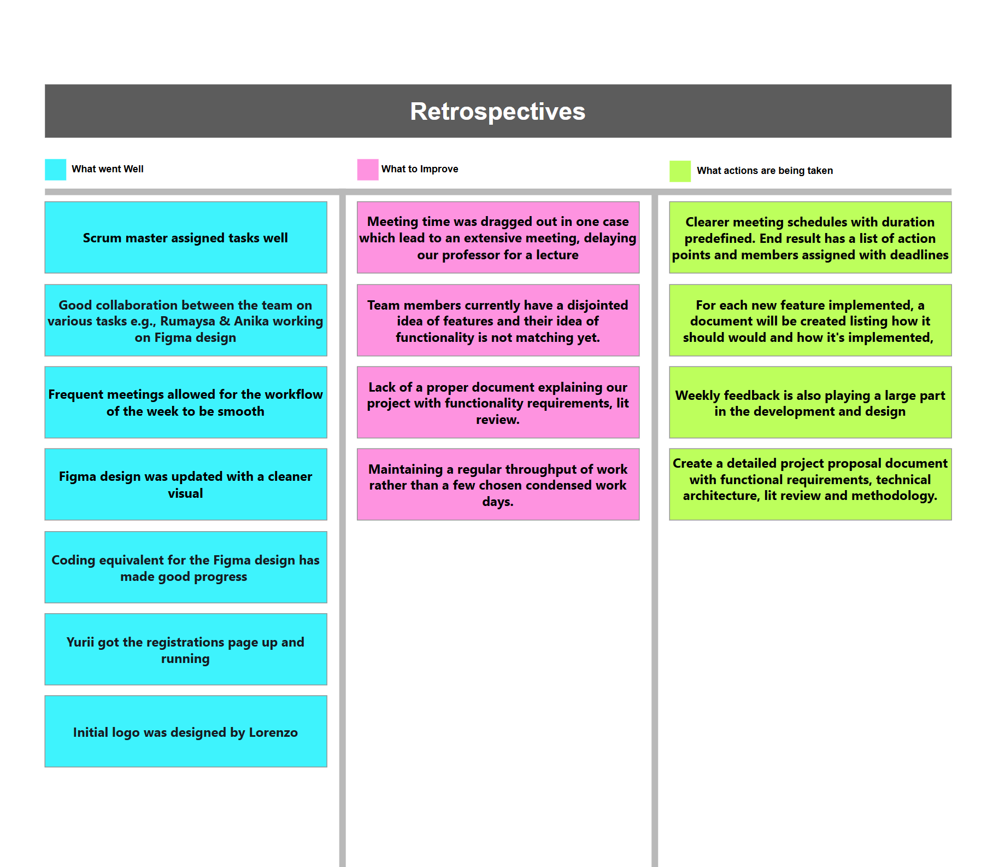 Retrospectives
What went Well
What to Improve
What actions are being taken
Scrum master assigned tasks well
Good collaboration between the team on
various tasks e.g., Rumaysa & Anika working
on Figma design
Frequent meetings allowed for the workflow
of the week to be smooth
Figma design was updated with a cleaner
visual
Coding equivalent for the Figma design has
made good progress
Yurii got the registrations page up and
running
Initial logo was designed by Lorenzo
Meeting time was dragged out in one case
which lead to an extensive meeting, delaying
our professor for a lecture
Team members currently have a disjointed
idea of features and their idea of
functionality is not matching yet.
Lack of a proper document explaining our
project with functionality requirements, lit
review.
Maintaining a regular throughput of work
rather than a few chosen condensed work
days.
Clearer meeting schedules with duration
predefined. End result has a list of action
points and members assigned with deadlines
For each new feature implemented, a
document will be created listing how it
should would and how it's implemented,
Weekly feedback is also playing a large part
in the development and design
Create a detailed project proposal document
with functional requirements, technical
architecture, lit review and methodology.